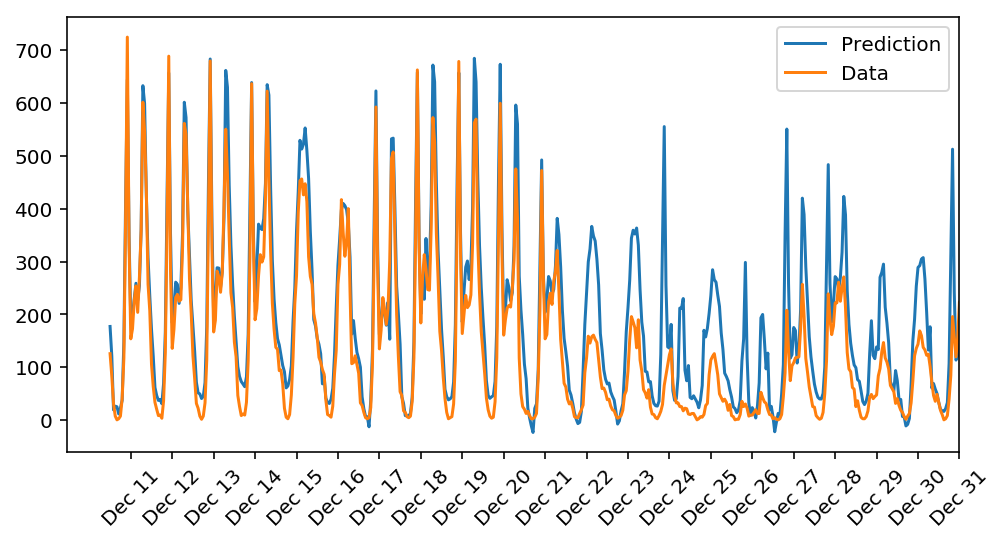 Prediction
Data
700
600
500
400
300
200
100
0
Dec 11
Dec 12
Dec 13
Dec 14
Dec 15
Dec 16
Dec 17
Dec 18
Dec 19
Dec 20
Dec 21
Dec 22
Dec 23
Dec 24
Dec 25
Dec 26
Dec 27
Dec 28
Dec 29
Dec 30
Dec 31